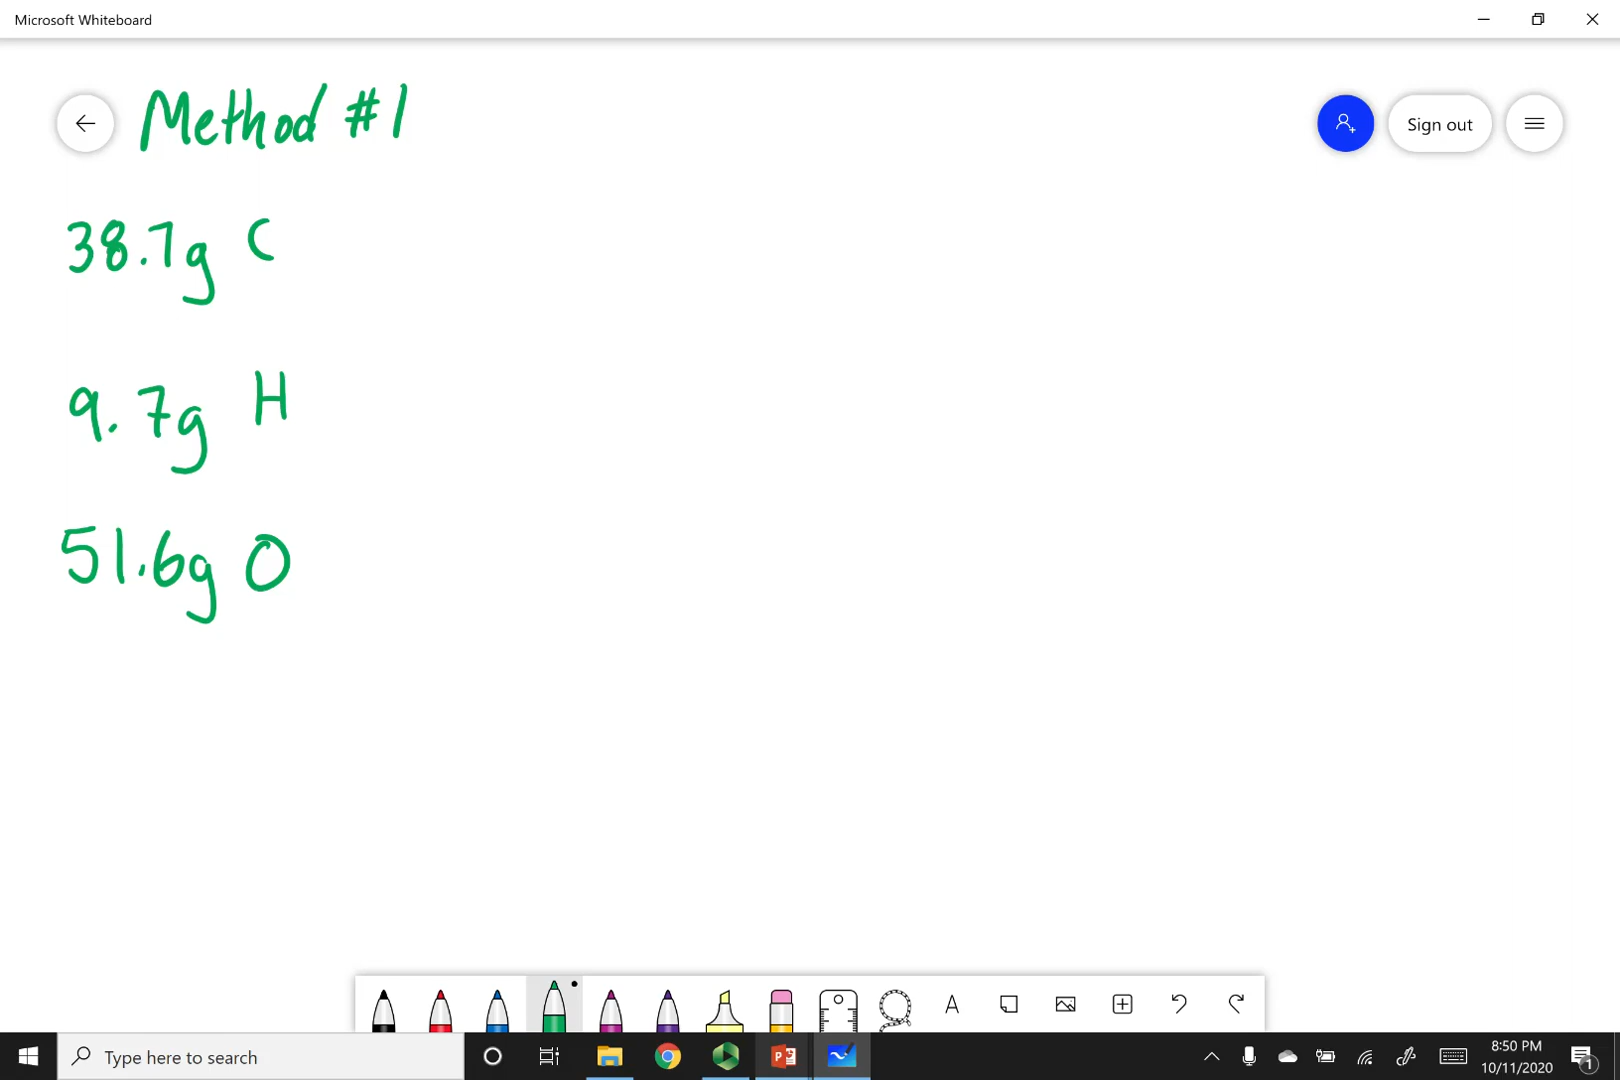 Microsoft Whiteboard
Method #1
Sign out
38.7g C
9.7g H
51.6g O
A
Type here to search
8:50 PM
10/11/2020
1